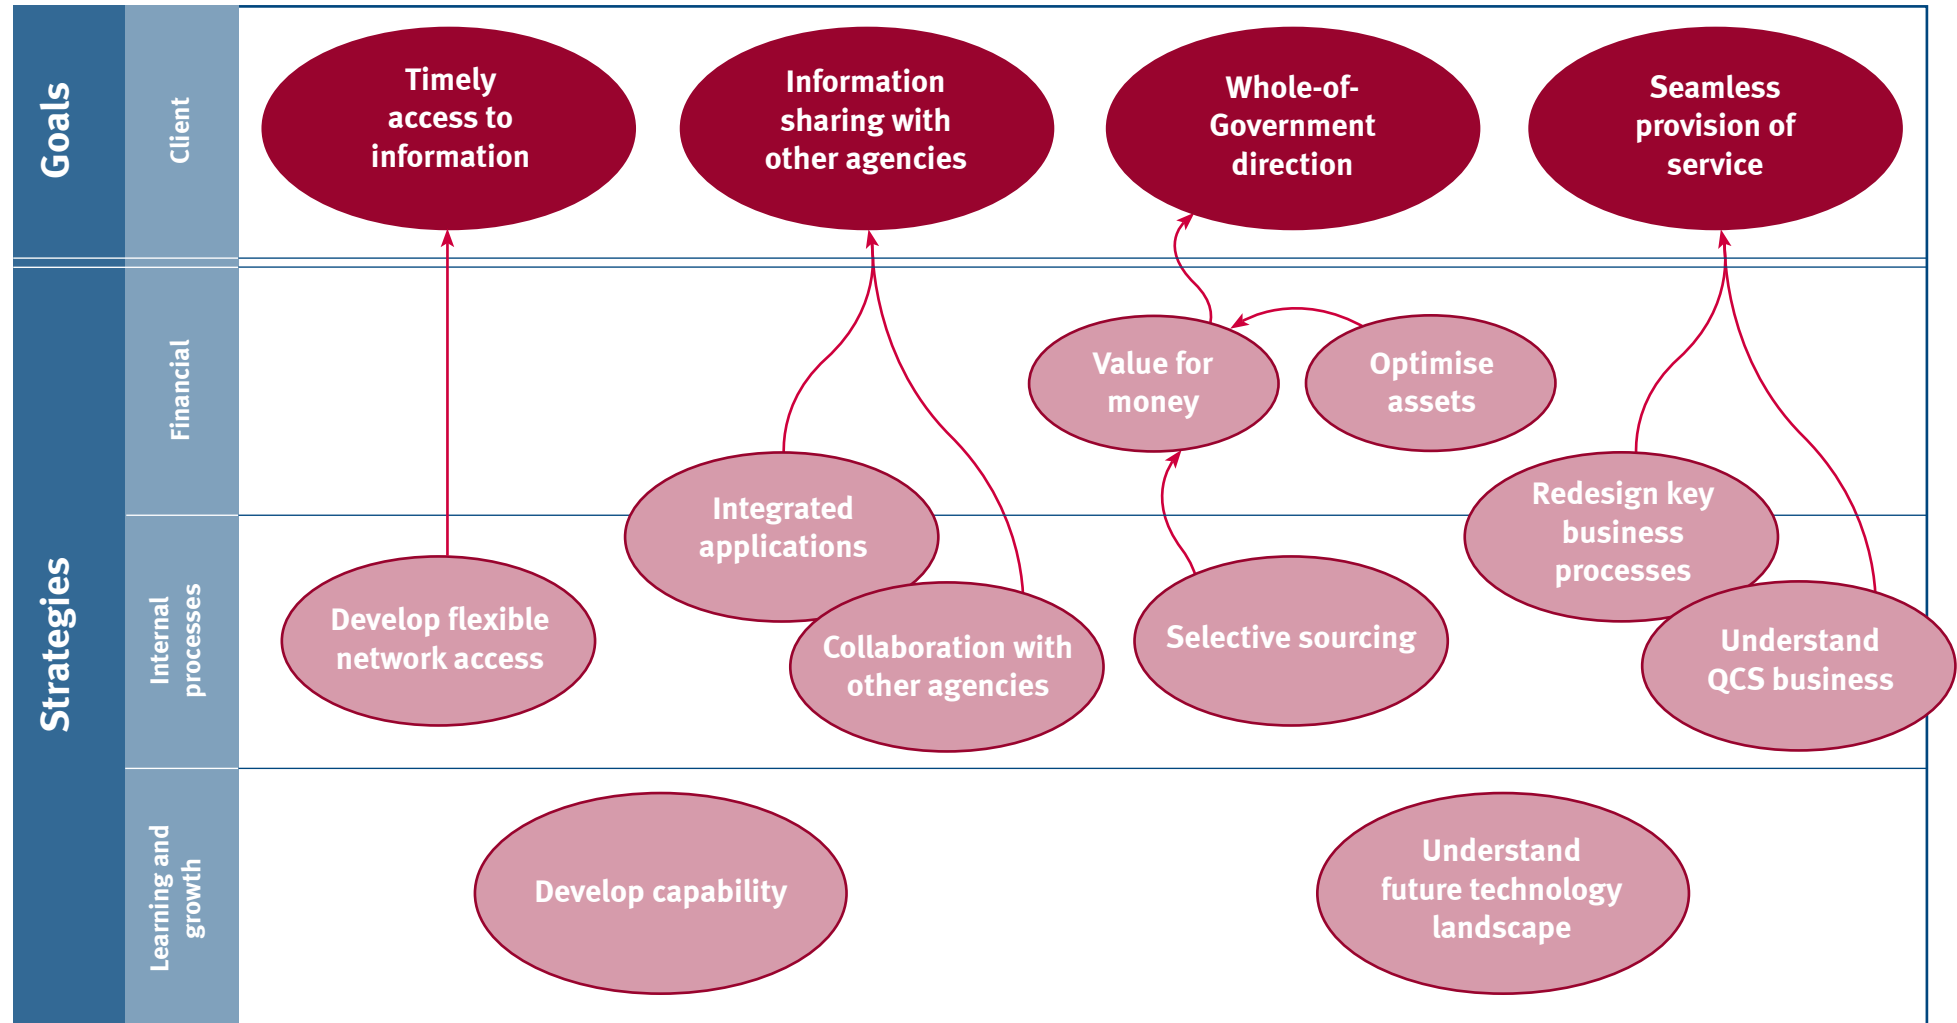 Goals
Client
Timely
access to
information
Information
sharing with
other agencies
Whole-of-
Government
direction
Seamless
provision of
service
Strategies
Financial
Value for
money
Optimise
assets
Internal
processes
Develop flexible
network access
Integrated
applications
Collaboration with
other agencies
Selective sourcing
Redesign key
business
processes
Understand
QCS business
Learning and
growth
Develop capability
Understand
future technology
landscape